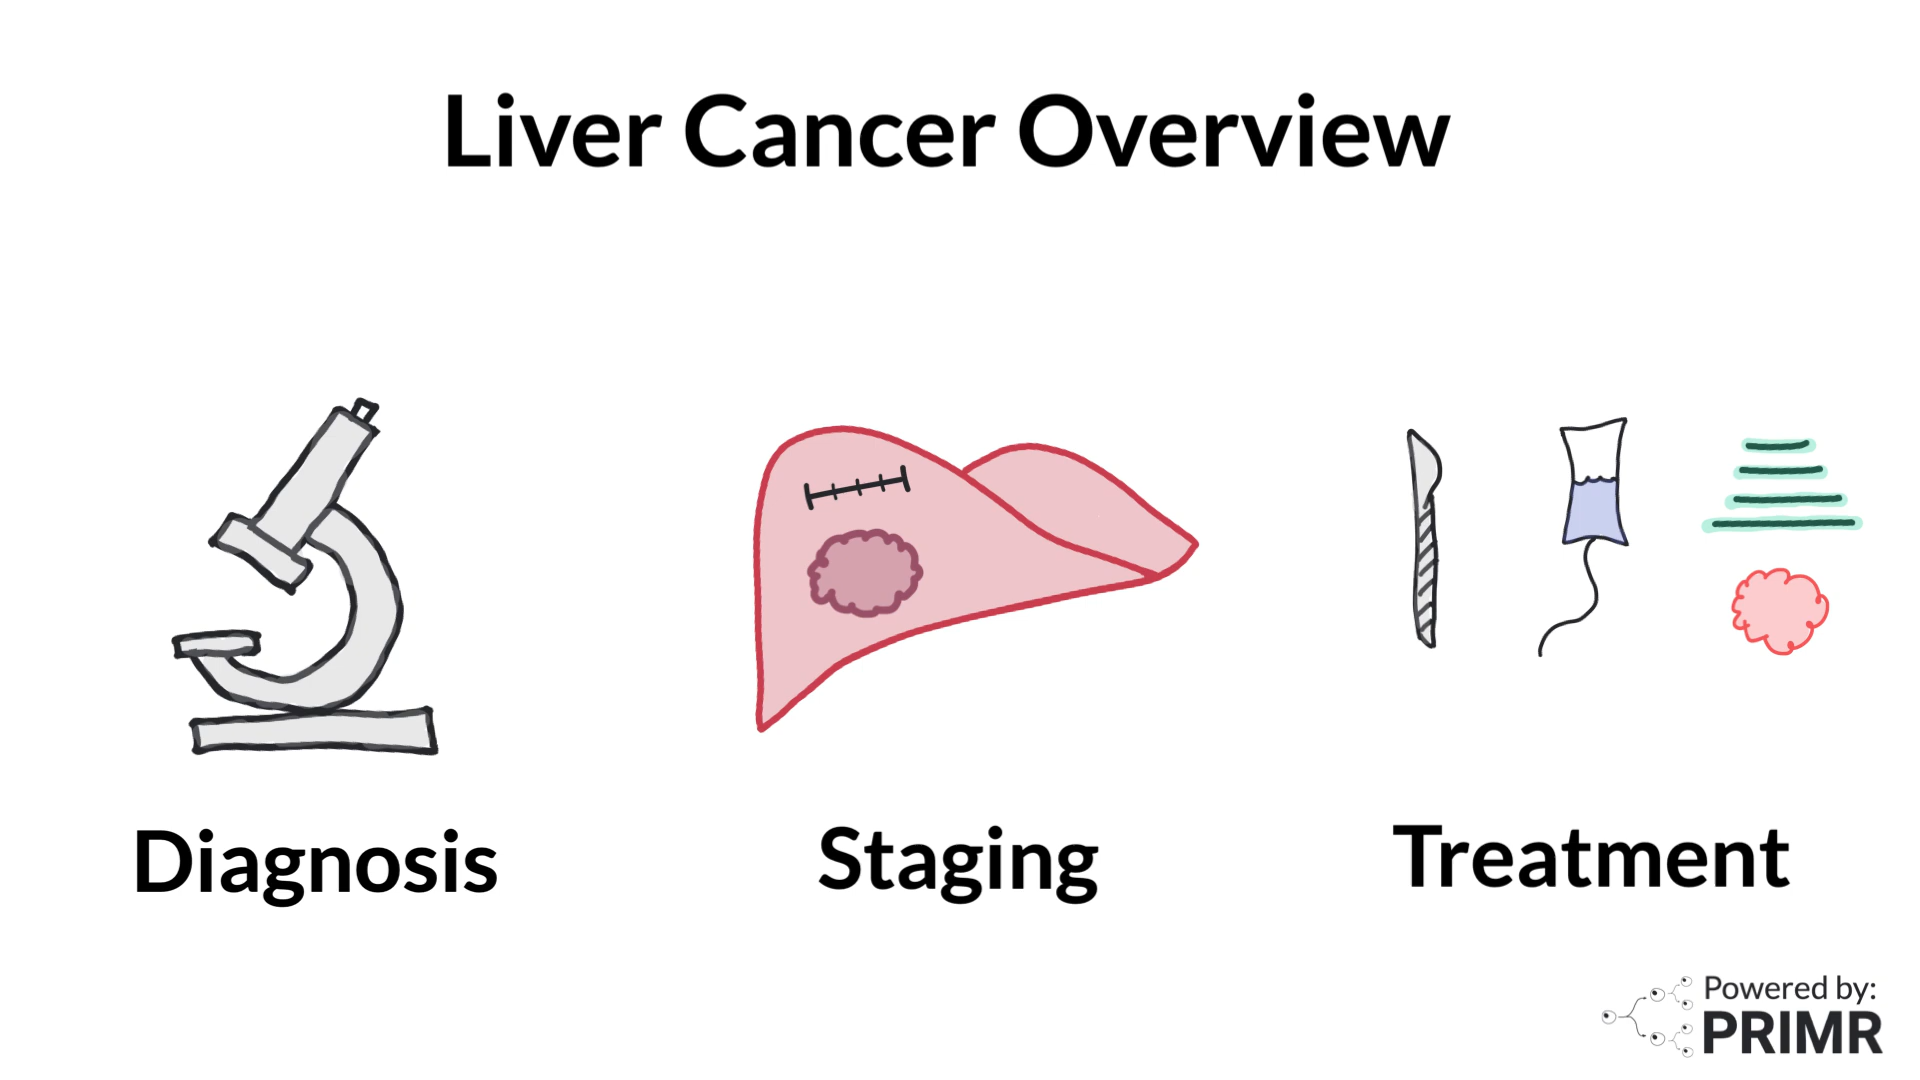 Liver Cancer Overview
Diagnosis
Staging
Treatment
Powered by:
PRIMR